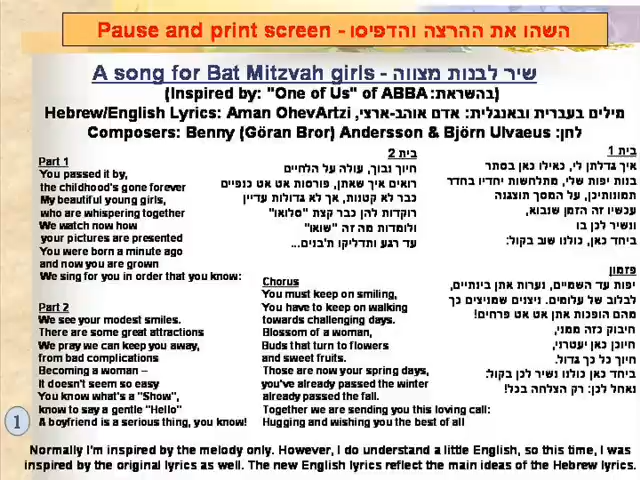 Pause and print screen - השהו את ההרצה והדפיסו
A song for Bat Mitzvah girls - שיר לבנות מצווה
(Inspired by: "One of Us" of ABBA :בהשראת)
Hebrew/English Lyrics: Aman OhevArtzi ,מילים בעברית ובאנגלית: אדם אוהב-ארצי
Composers: Benny (Göran Bror) Andersson & Björn Ulvaeus :לחן
Part 1
You passed it by,
the childhood's gone forever
My beautiful young girls,
who are whispering together
We watch now how
your pictures are presented
You were born a minute ago
and now you are grown
We sing for you in order that you know:
Part 2
We see your modest smiles.
There are some great attractions
We pray we can keep you away,
from bad complications
Becoming a woman –
It doesn't seem so easy
You know what's a "Show",
know to say a gentle "Hello"
A boyfriend is a serious thing, you know!
בית 2
חיוך נבוך, עולה על הלחיים
רואים איך שאתן, פורסות אט אט כנפיים
כבר לא קטנות, אך לא גדולות עדיין
רוקדות להן כבר קצת "סלואו"
ולומדות מה זה "שואו"
עד רגע ותדליקו ת'בנים...
Chorus
You must keep on smiling,
You have to keep on walking
towards challenging days.
Blossom of a woman,
Buds that turn to flowers
and sweet fruits.
Those are now your spring days,
you've already passed the winter
already passed the fall.
Together we are sending you this loving call:
Hugging and wishing you the best of all
בית 1
איך גדלתן לי, כאילו כאן בסתר
בנות יפות שלי, מתלחשות יחדיו בחדר
תמונותיכן, על המסך תוצגנה
עכשיו זה הזמן שנבוא,
ונשיר לכן בו
ביחד כאן, כולנו שוב בקול:
פזמון
יפות עד השמיים, נערות אתן בינתיים,
לבלוב של עלומים. ניצנים שמניצים כך
מהם הופכות אתן אט אט פרחים!
חיבוק כזה ממני,
חיוכן כאן יעטרני,
חיוך כל כך גדול.
ביחד כאן כולנו נשיר לכן בקול:
נאחל לכן: רק הצלחה בכל!
1
Normally I'm inspired by the melody only. However, I do understand a little English, so this time, I was
inspired by the original lyrics as well. The new English lyrics reflect the main ideas of the Hebrew lyrics.